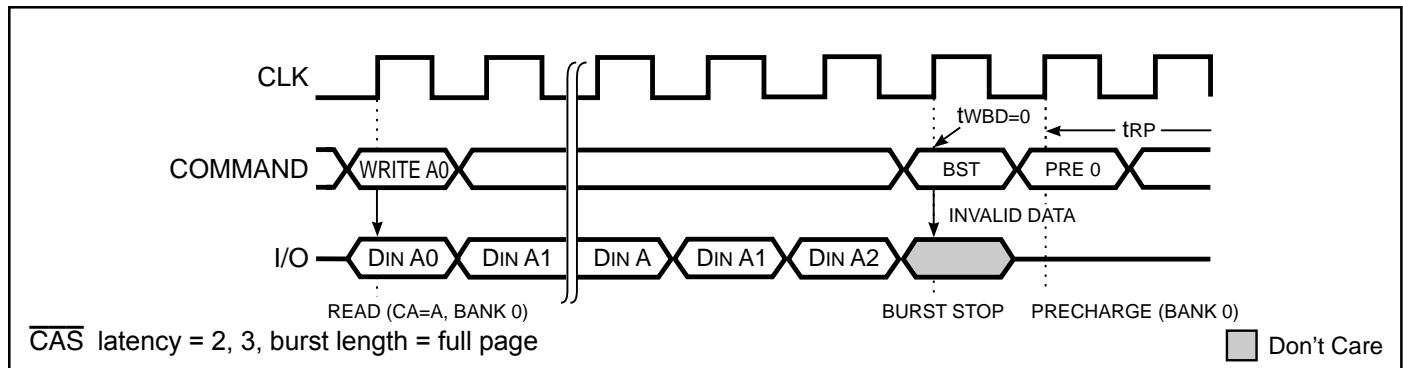 CLK
tWBD=0
tRP
COMMAND WRITE A0 BST PRE 0
INVALID DATA
I/O DIN A0 DIN A1 DIN A DIN A1 DIN A2
READ (CA=A, BANK 0) BURST STOP PRECHARGE (BANK 0)
CAS latency = 2, 3, burst length = full page
Don't Care